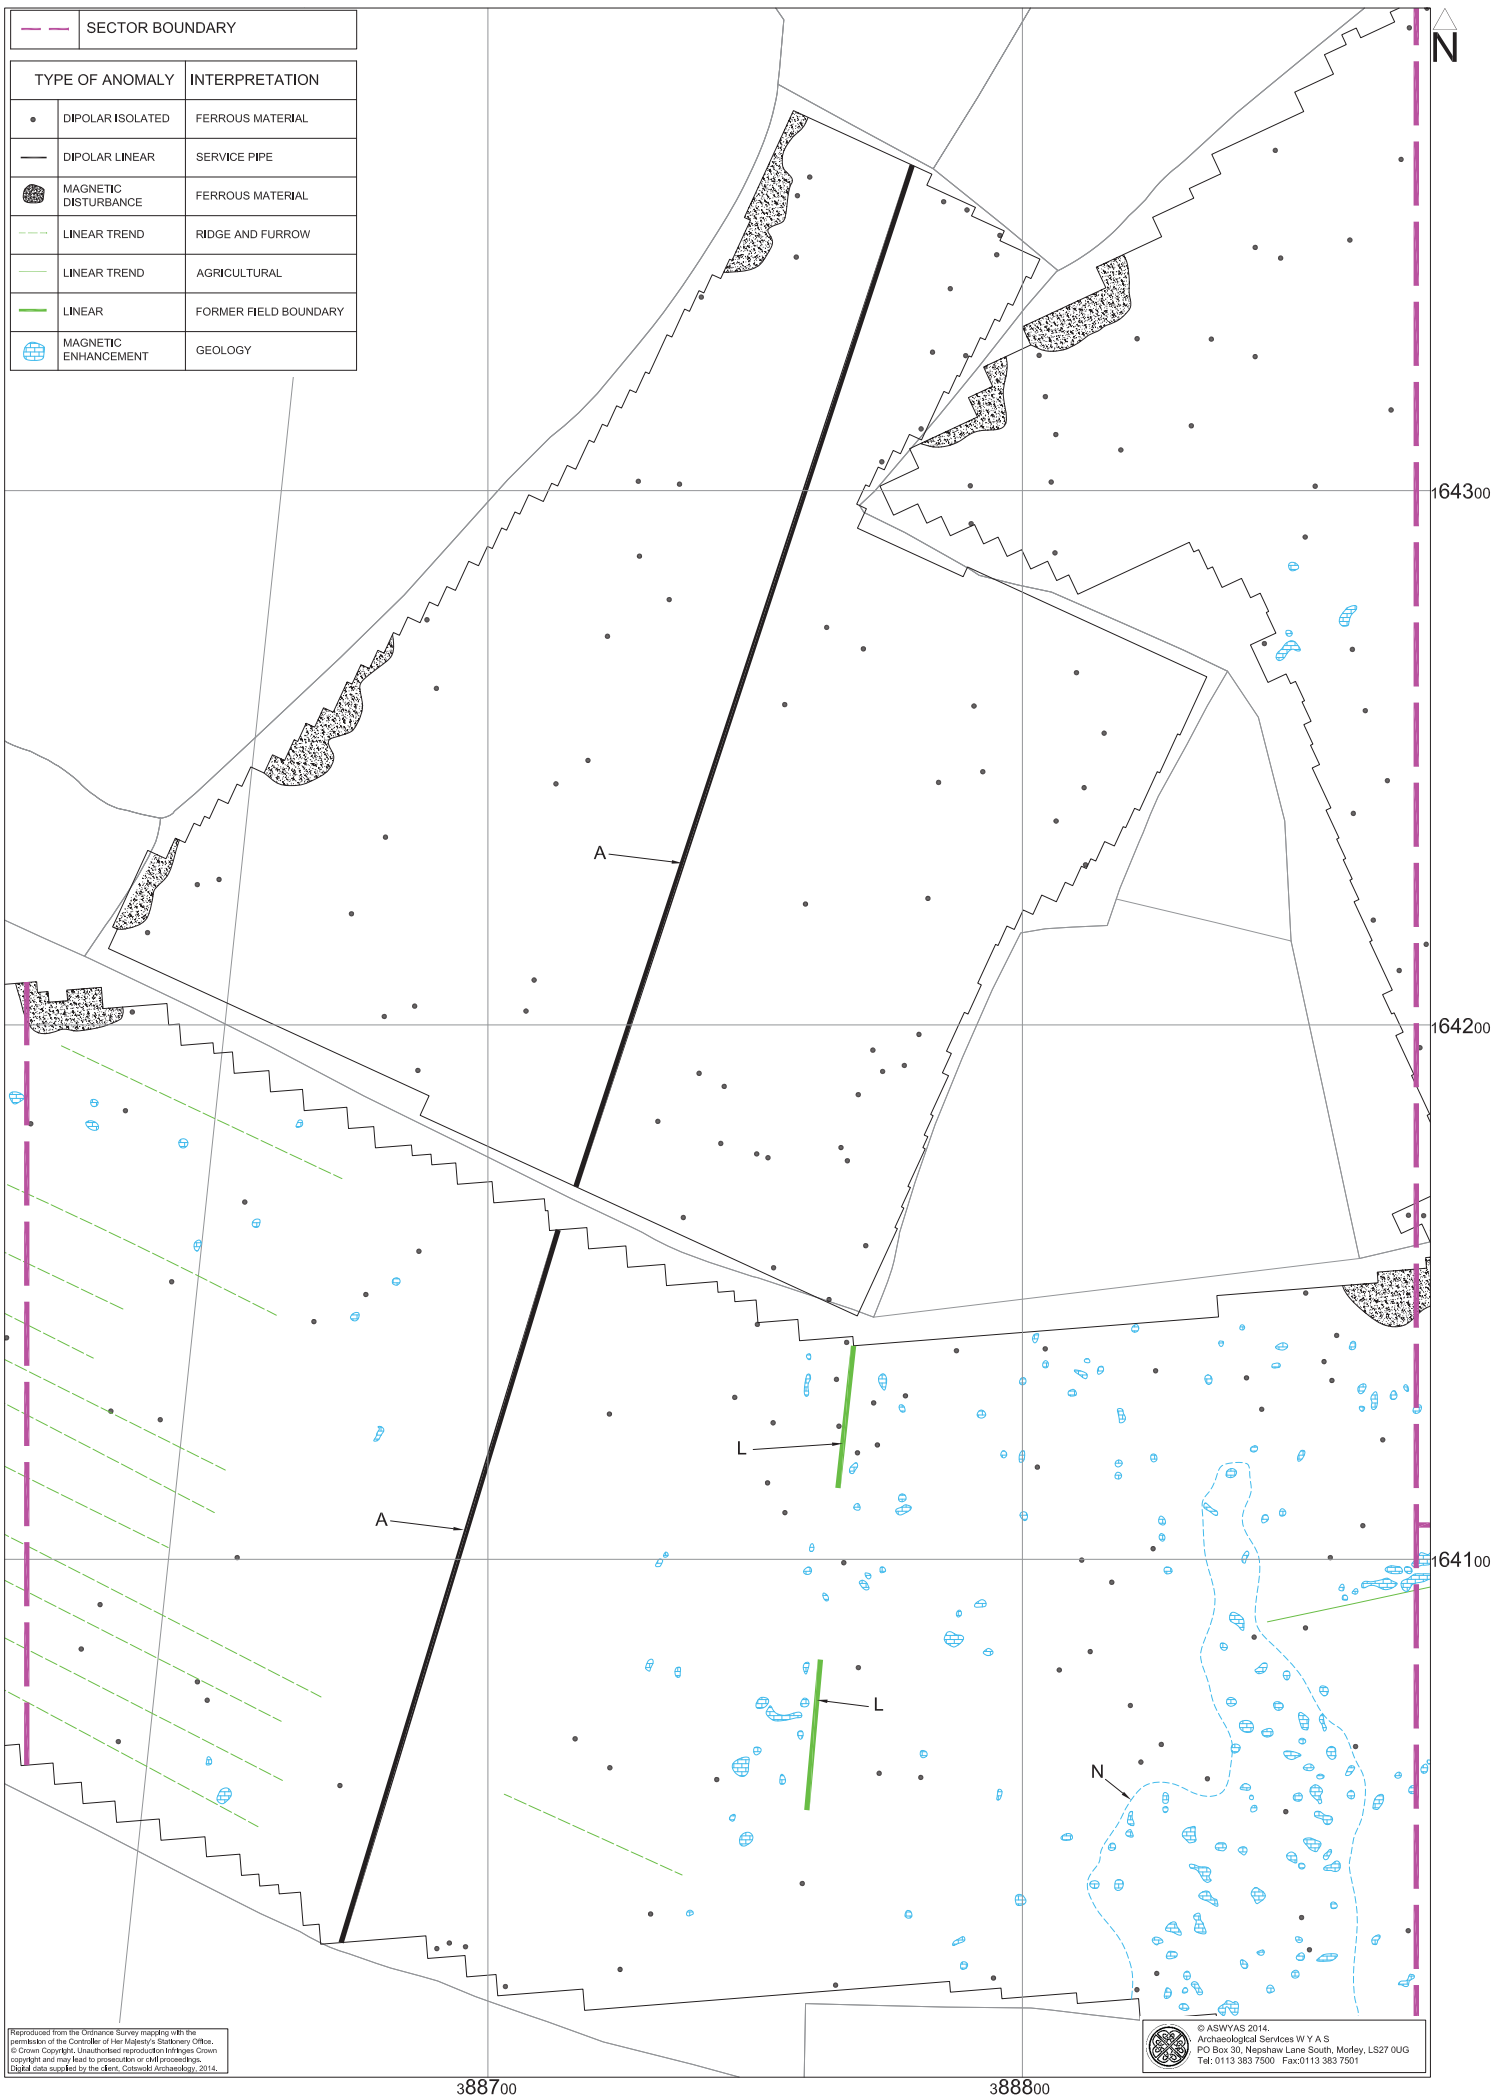 SECTOR BOUNDARY
N
TYPE OF ANOMALY INTERPRETATION
DIPOLAR ISOLATED FERROUS MATERIAL
DIPOLAR LINEAR SERVICE PIPE
MAGNETIC
DISTURBANCE FERROUS MATERIAL
LINEAR TREND RIDGE AND FURROW
LINEAR TREND AGRICULTURAL
LINEAR FORMER FIELD BOUNDARY
MAGNETIC
ENHANCEMENT GEOLOGY
164300
A
164200
L
A
164100
L
N
Reproduced from the Ordnance Survey mapping with the
permission of the Controller of Her Majesty's Stationery Office.
© Crown Copyright. Unauthorised reproduction infringes Crown
copyright and may lead to prosecution or civil proceedings.
Digital data supplied by the client, Cotswold Archaeology, 2014.
© ASWYAS 2014.
Archaeological Services W Y A S
PO Box 30, Nepshaw Lane South, Morley, LS27 0UG
Tel: 0113 383 7500 Fax:0113 383 7501
388700
388800